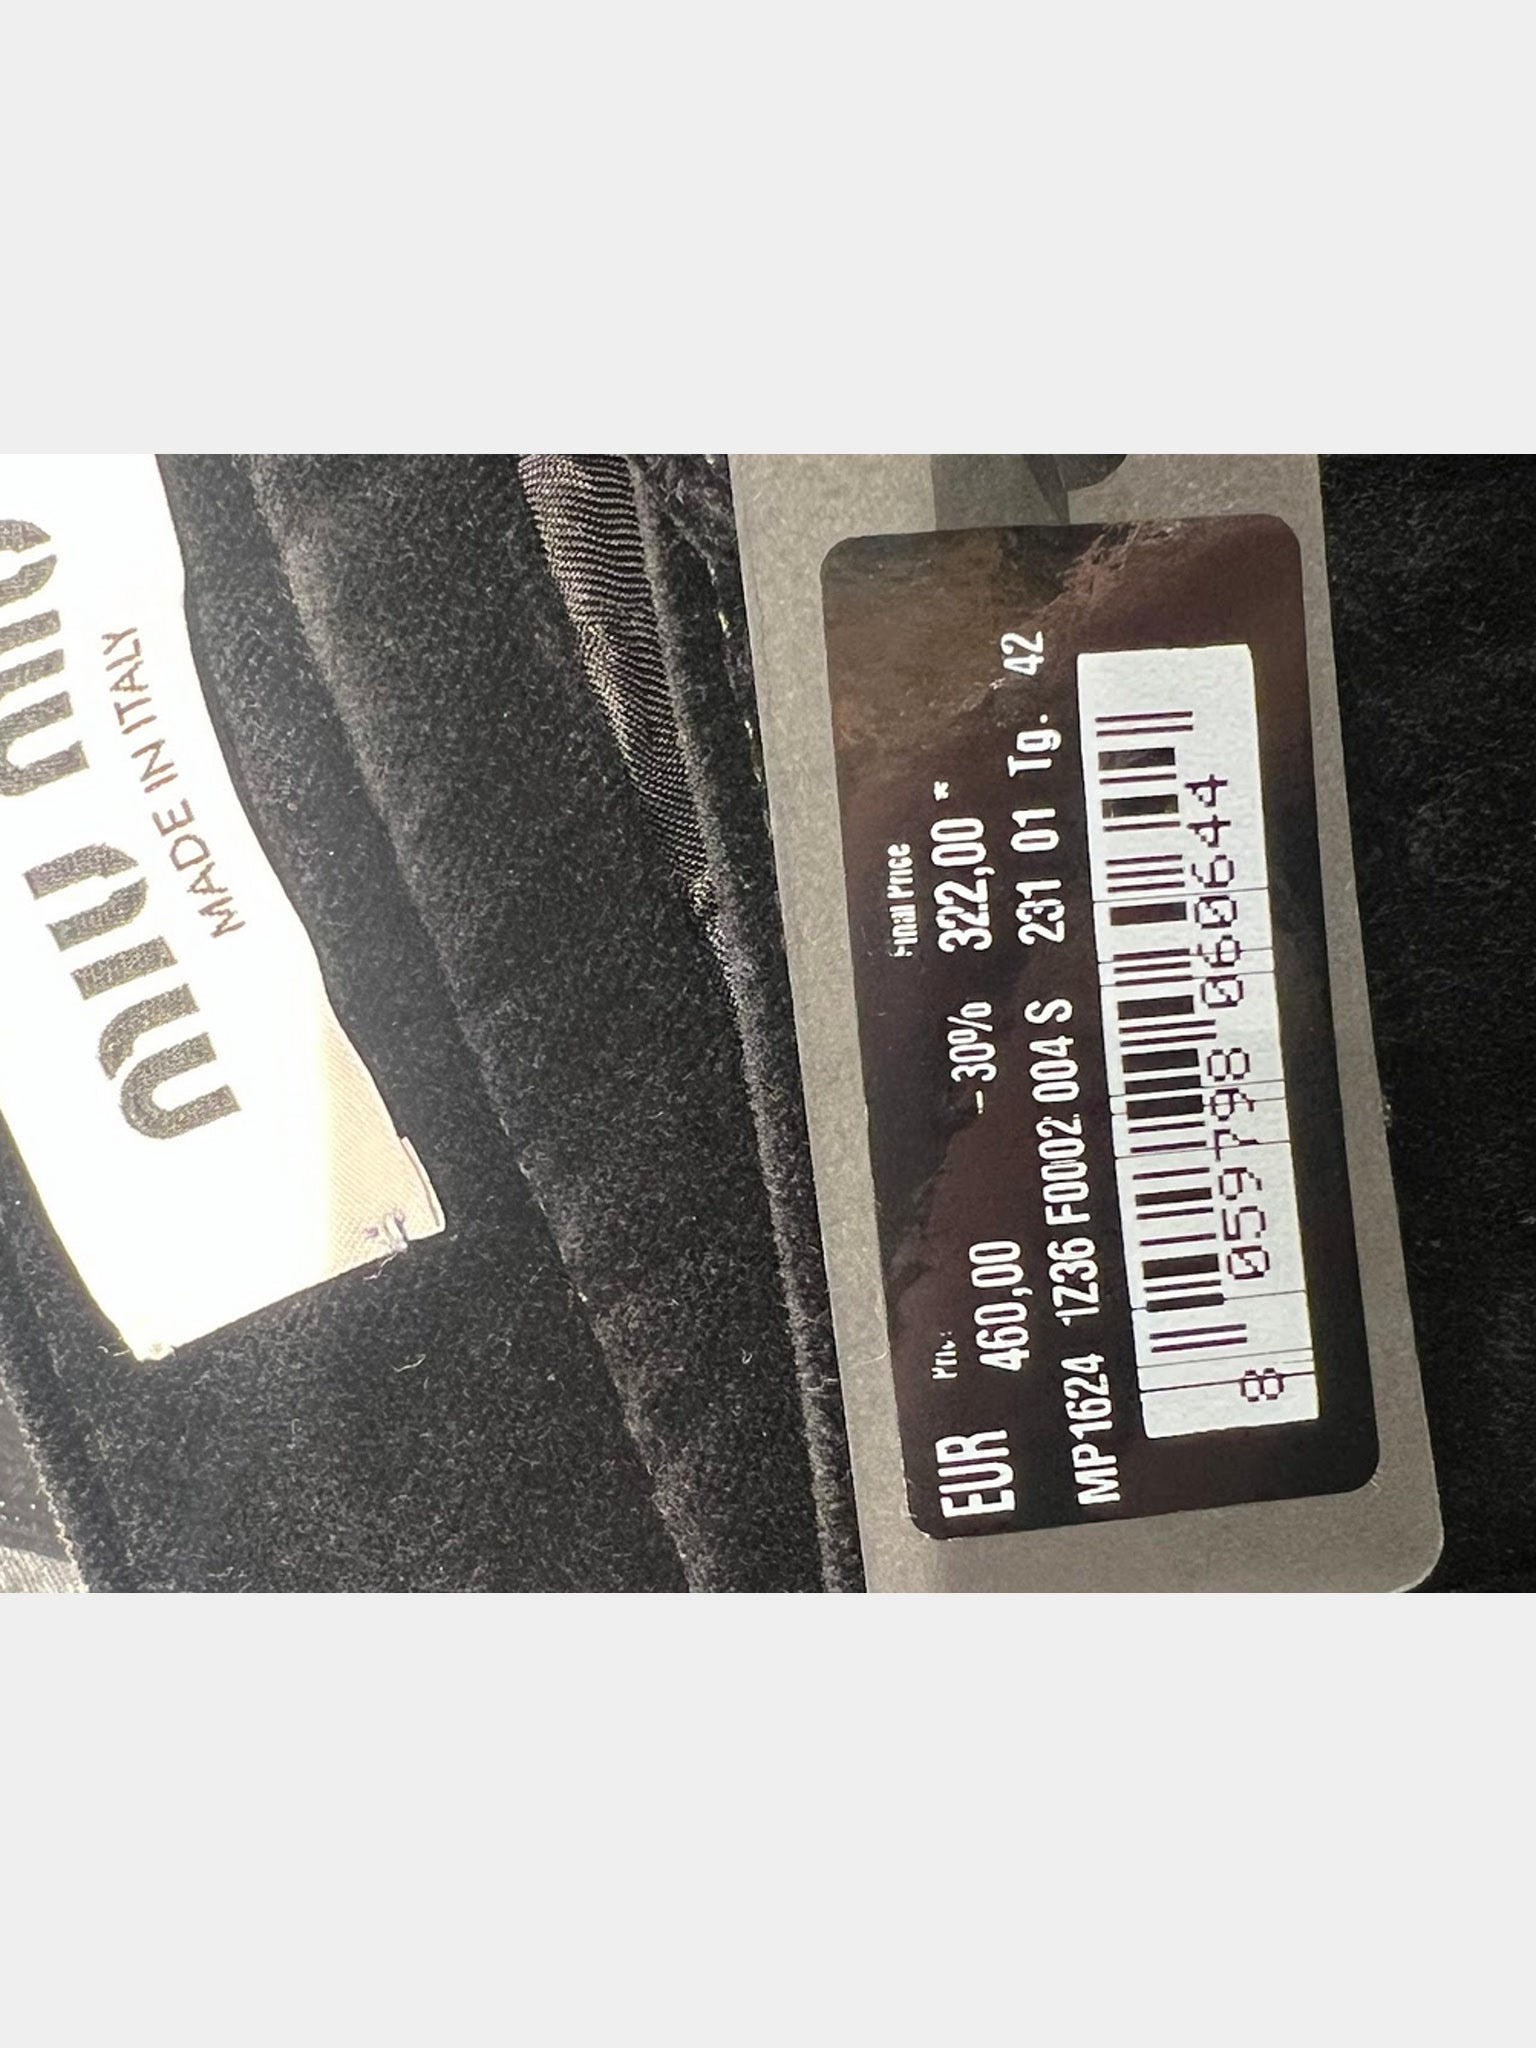 miu miu
MADE IN ITALY
Final Price
EUR 460,00 -30% 322,00 *
MP1624 1Z36 F0002 004 S 231 01 Tg. 42
8 059798 060644